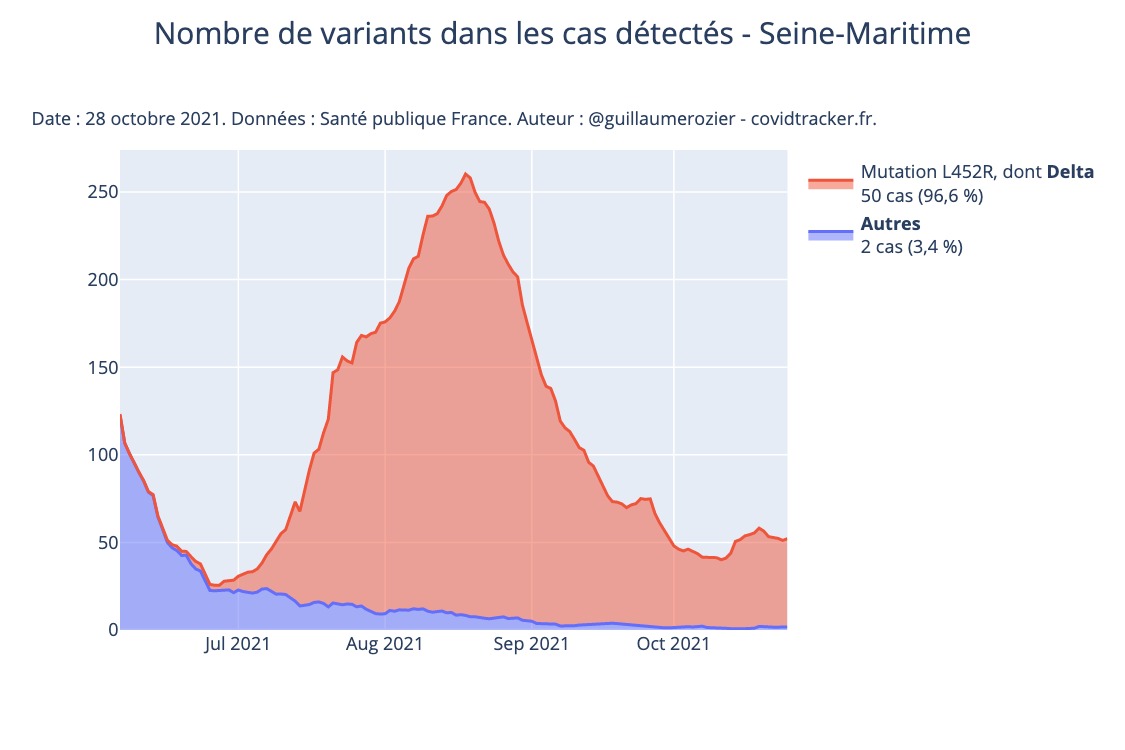 Nombre de variants dans les cas détectés - Seine-Maritime
Date : 28 octobre 2021. Données : Santé publique France. Auteur : @guillaumerozier - covidtracker.fr.
Mutation L452R, dont Delta
50 cas (96,6 %)
Autres
2 cas (3,4 %)
250
200
150
100
50
0
Jul 2021
Aug 2021
Sep 2021
Oct 2021